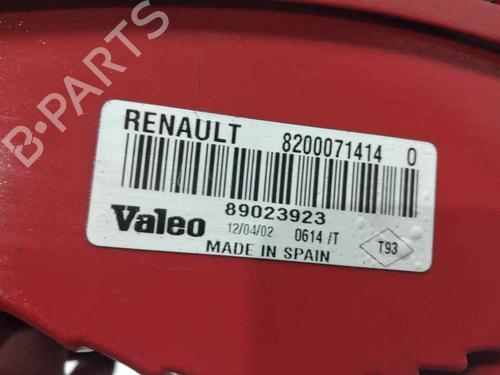 B-PARTS
RENAULT 8200071414 0
89023923
Valeo 12/04/02 0614/T
MADE IN SPAIN
T93